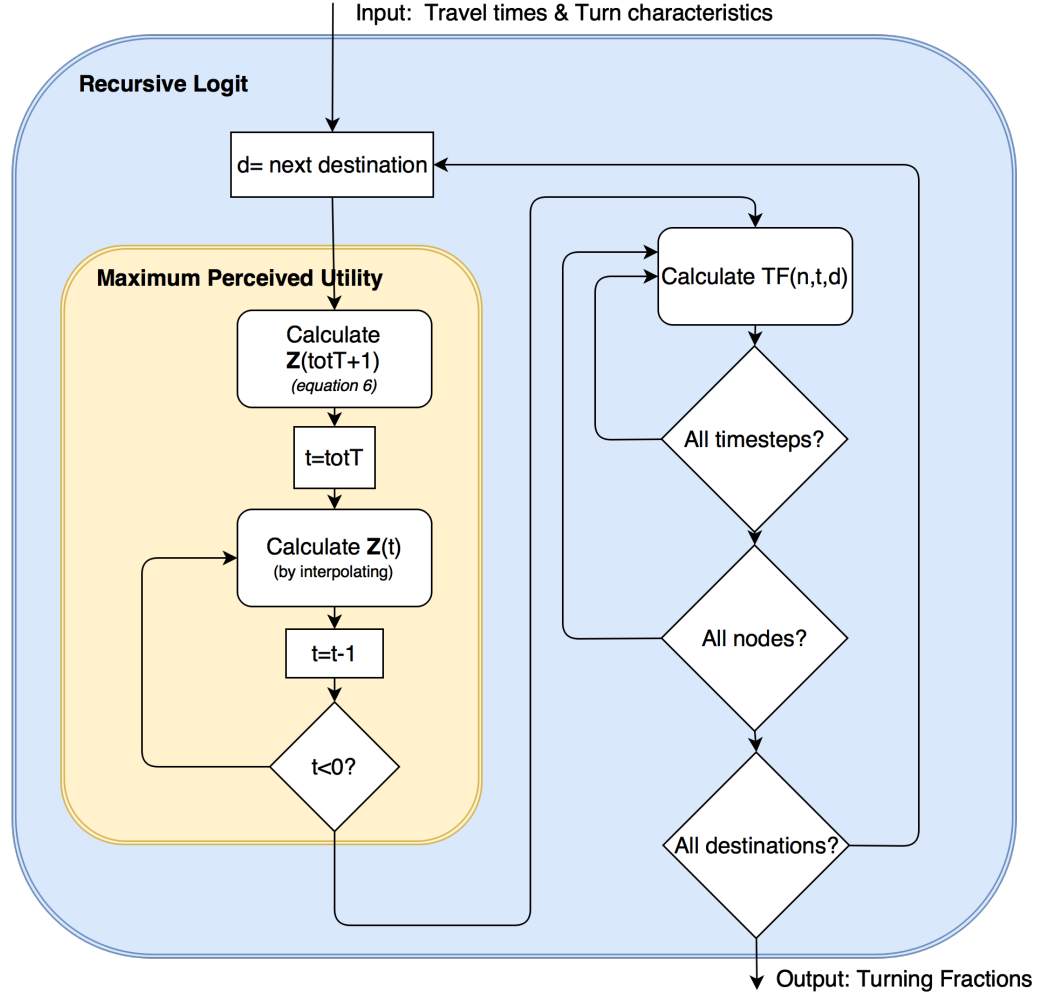 Input:  Travel times & Turn characteristics
Recursive Logit
d= next destination
Maximum Perceived Utility
Calculate
Z(totT+1)
(equation 6)
t=totT
Calculate Z(t)
(by interpolating)
t=t-1
t<0?
Calculate TF(n,t,d)
All timesteps?
All nodes?
All destinations?
Output: Turning Fractions